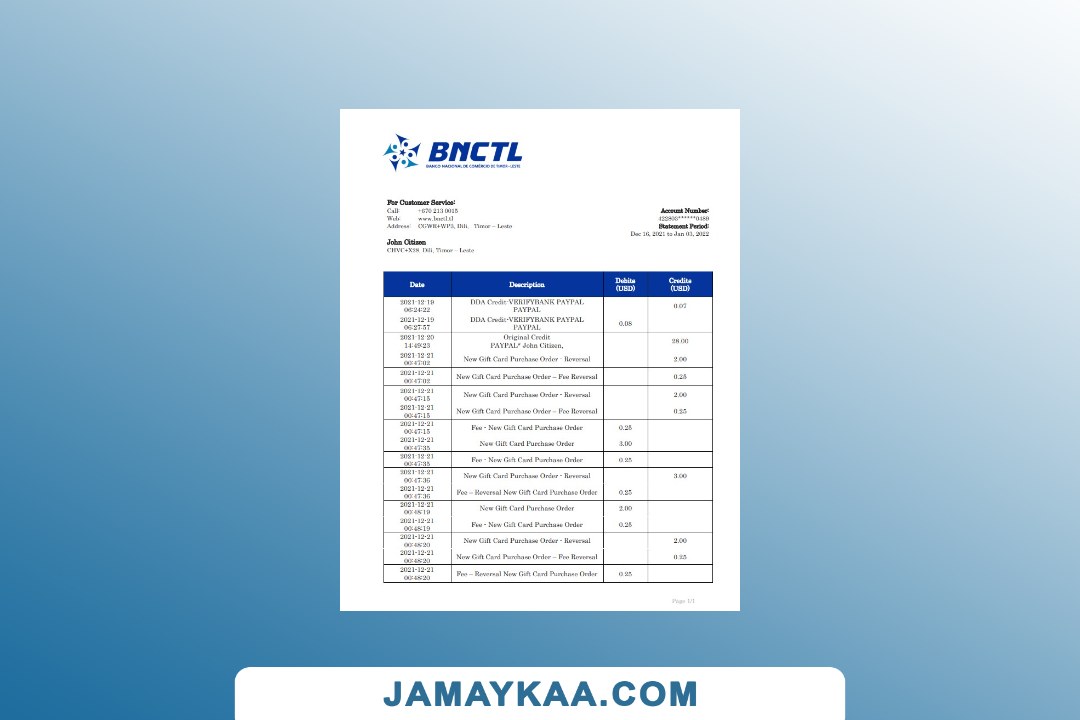 BNCTL
BANCO NACIONAL DE COMÉRCIO DE TIMOR-LESTE
For Customer Service:
Call: +670 213 9015
Web: www.bnctl.tl
Address: Dili, Timor – Leste
Account Number:
Statement Period:
Dec 16, 2021 to Jan 03, 2022
John Citizen
Dili, Timor – Leste
Date Description Debits (USD) Credits (USD)
2021-12-19 06:24:22 DDA Credit-VERIFYBANK PAYPAL PAYPAL 0.07
2021-12-19 06:27:57 DDA Credit-VERIFYBANK PAYPAL PAYPAL 0.08
2021-12-20 14:49:23 Original Credit PAYPAL* John Citizen, 28.00
2021-12-21 00:47:02 New Gift Card Purchase Order - Reversal 2.00
2021-12-21 00:47:02 New Gift Card Purchase Order – Fee Reversal 0.25
2021-12-21 00:47:15 New Gift Card Purchase Order - Reversal 2.00
2021-12-21 00:47:15 New Gift Card Purchase Order – Fee Reversal 0.25
2021-12-21 00:47:15 Fee - New Gift Card Purchase Order 0.25
2021-12-21 00:47:35 New Gift Card Purchase Order 3.00
2021-12-21 00:47:35 Fee - New Gift Card Purchase Order 0.25
2021-12-21 00:47:36 New Gift Card Purchase Order - Reversal 3.00
2021-12-21 00:47:36 Fee – Reversal New Gift Card Purchase Order 0.25
2021-12-21 00:48:19 New Gift Card Purchase Order 2.00
2021-12-21 00:48:19 Fee - New Gift Card Purchase Order 0.25
2021-12-21 00:48:20 New Gift Card Purchase Order - Reversal 2.00
2021-12-21 00:48:20 New Gift Card Purchase Order – Fee Reversal 0.25
2021-12-21 00:48:20 Fee – Reversal New Gift Card Purchase Order 0.25
Page 1/1
JAMAYKAA.COM